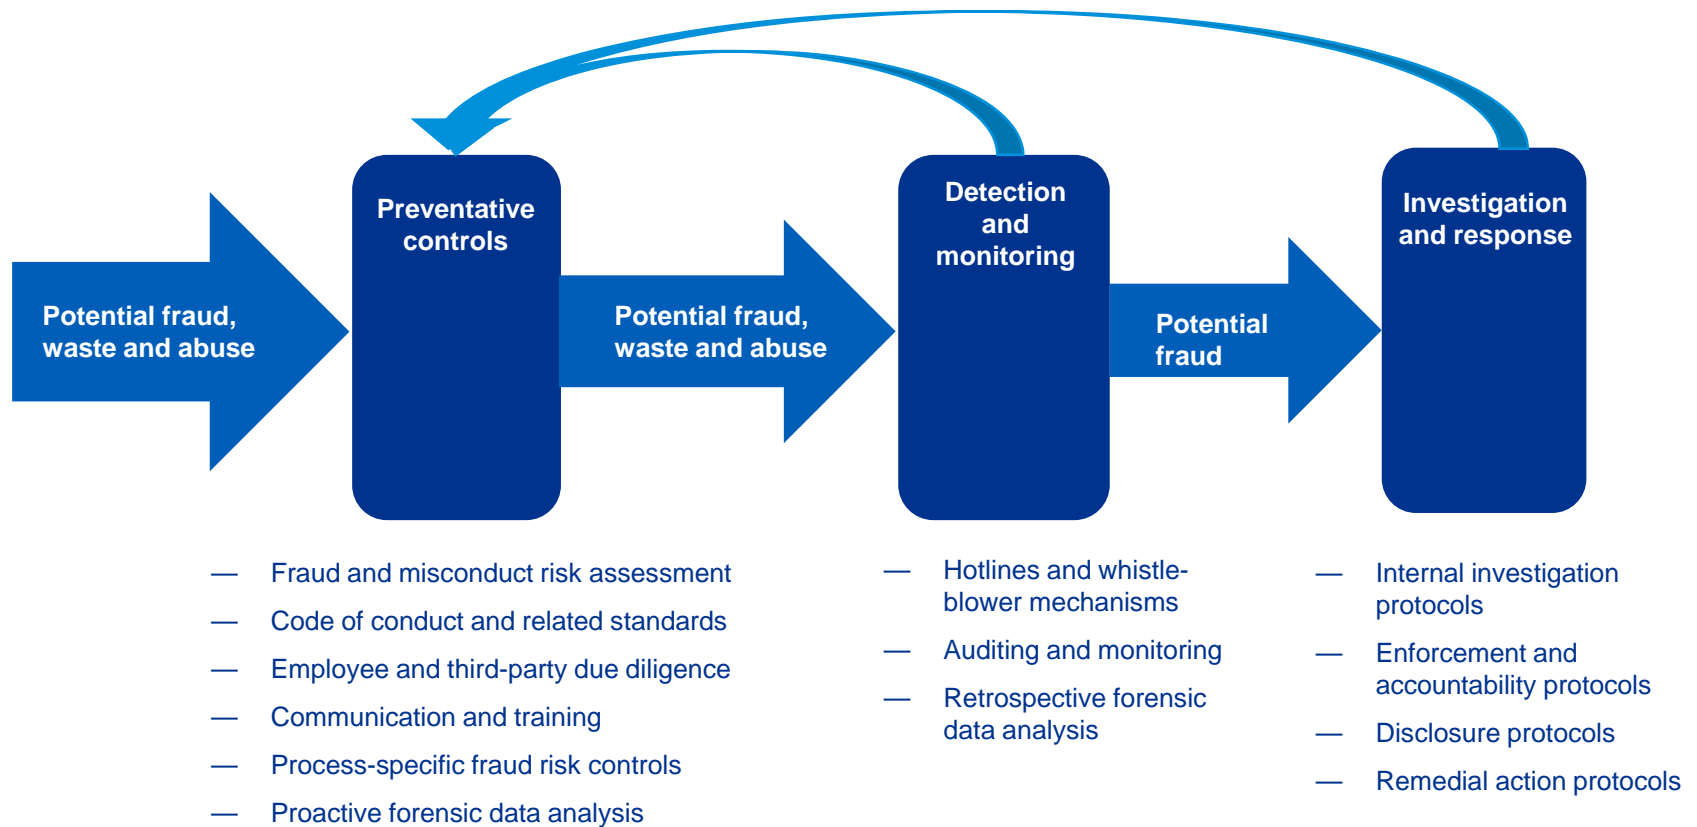 Preventative
controls
Detection
and
monitoring
Investigation
and response
Potential fraud,
waste and abuse
Potential fraud,
waste and abuse
Potential
fraud
— Fraud and misconduct risk assessment
— Code of conduct and related standards
— Employee and third-party due diligence
— Communication and training
— Process-specific fraud risk controls
— Proactive forensic data analysis
— Hotlines and whistle-
blower mechanisms
— Auditing and monitoring
— Retrospective forensic
data analysis
— Internal investigation
protocols
— Enforcement and
accountability protocols
— Disclosure protocols
— Remedial action protocols